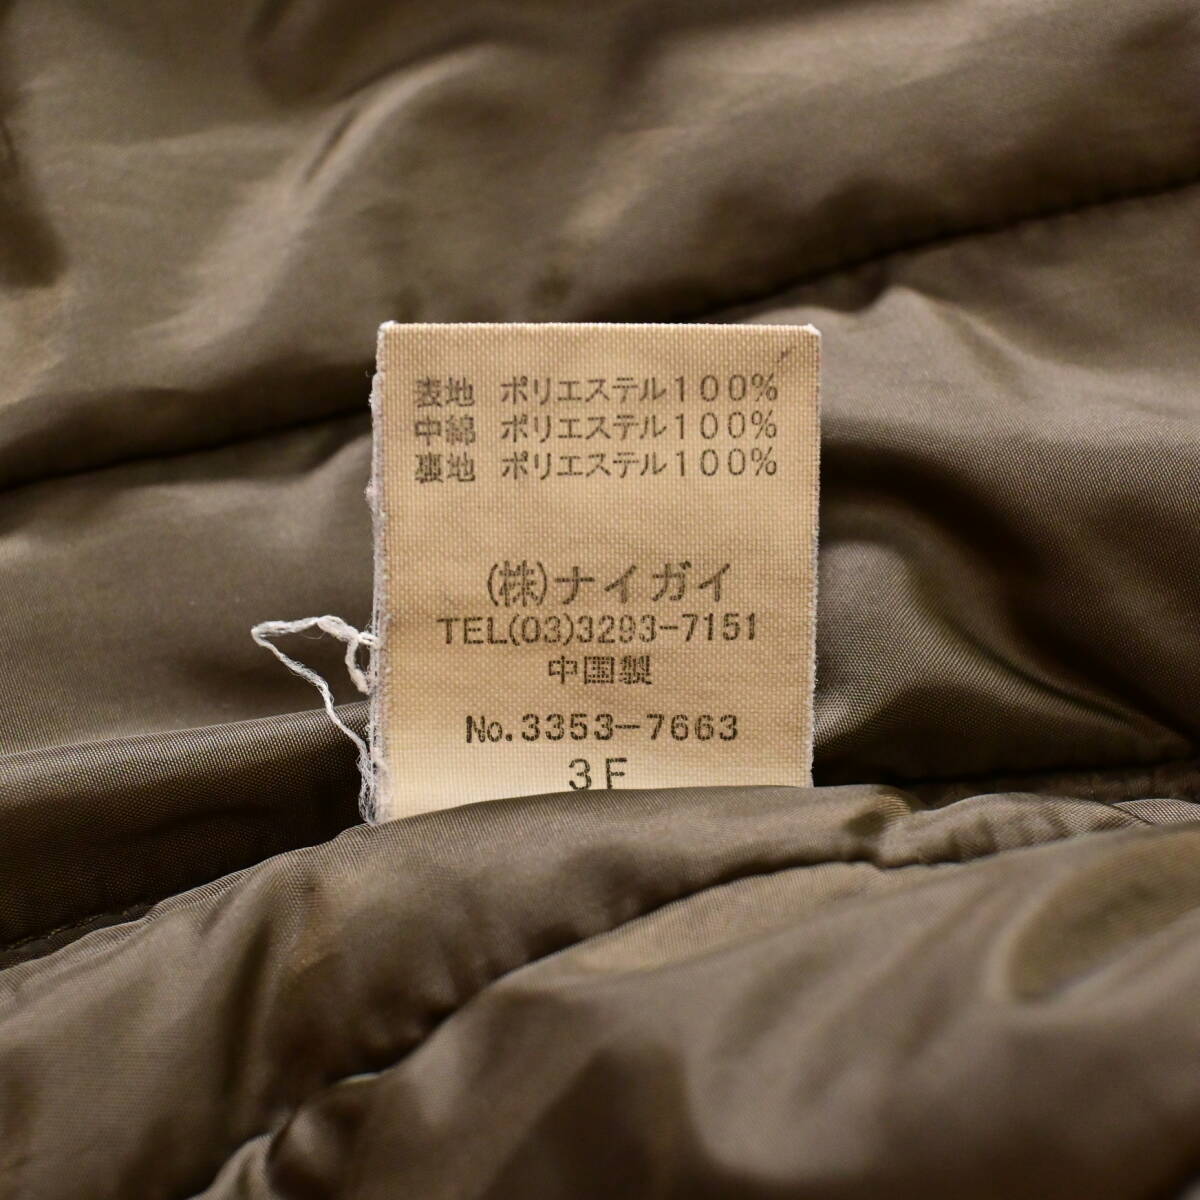 表地 ポリエステル100%
中綿 ポリエステル100%
裏地 ポリエステル100%
(株)ナイガイ
TEL(03)3293-7151
中国製
No.3353-7663
3F